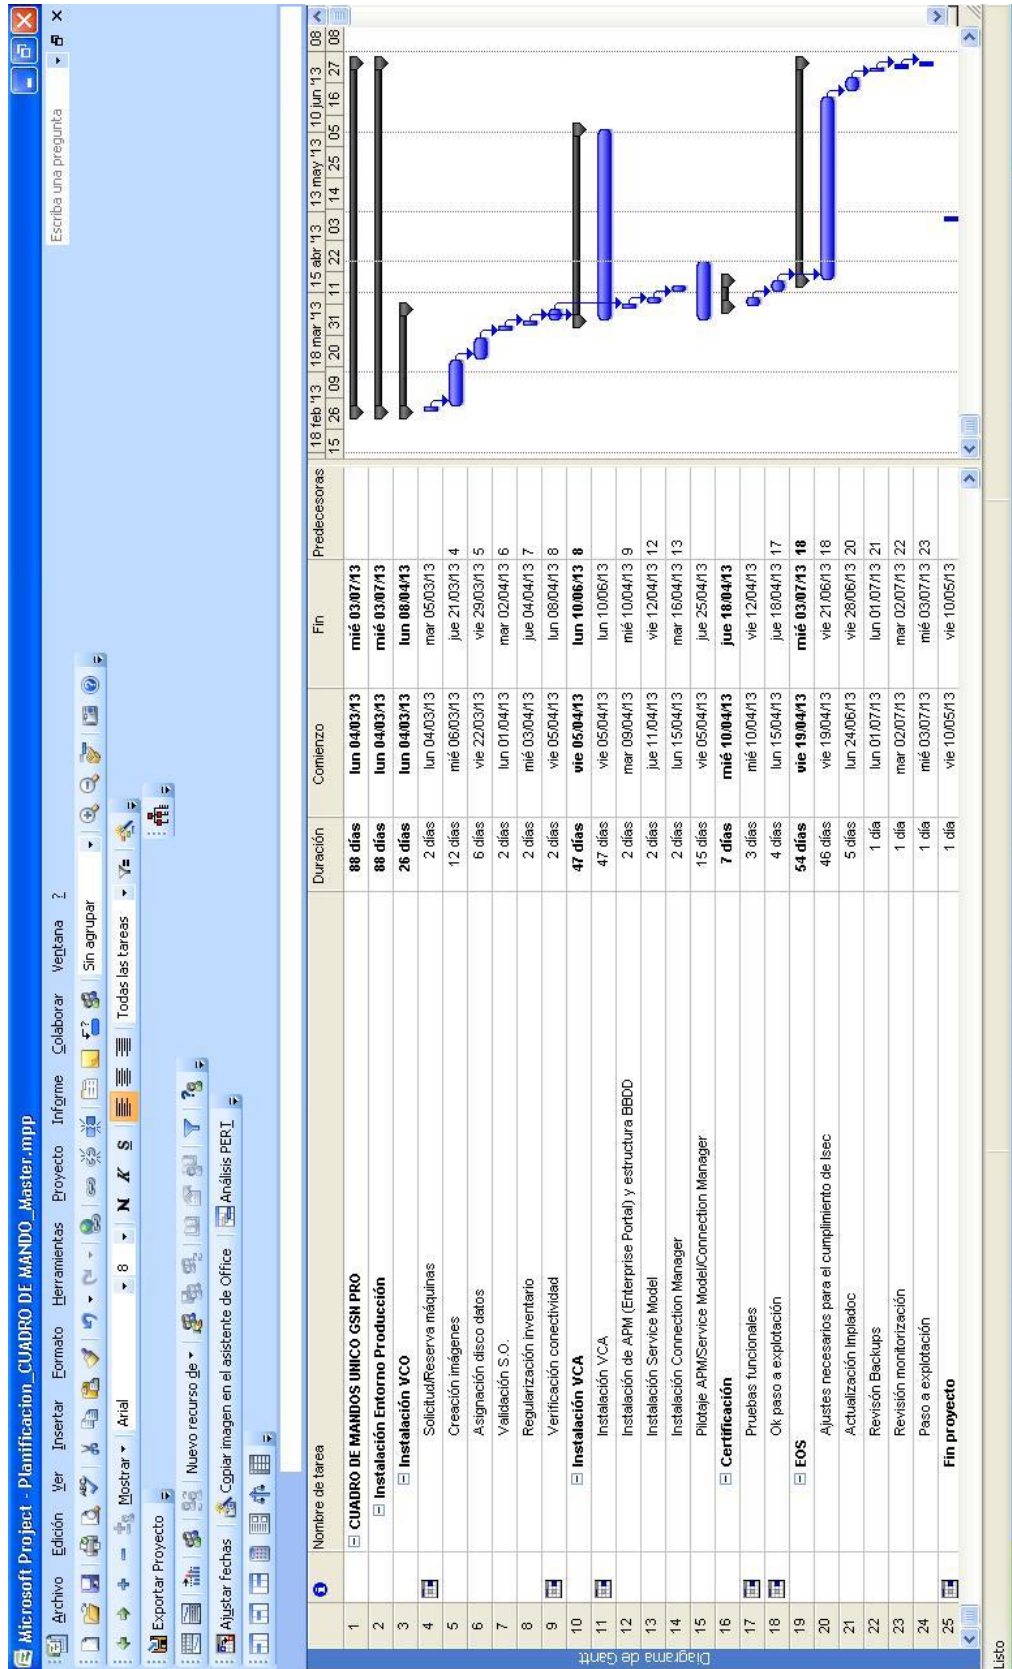 Microsoft Project - Planificacion_CUADRO DE MANDO_Master.mpp
Archivo Edición Ver Insertar Formato Herramientas Proyecto Informe Colaborar Ventana ? Escriba una pregunta
Sin agrupar
Mostrar Arial 8 N K S Todas las tareas
Exportar Proyecto
Nuevo recurso de
Ajustar fechas Copiar imagen en el asistente de Office Análisis PERT
Nombre de tarea Duración Comienzo Fin Predecesoras
18 feb '13 18 mar '13 15 abr '13 13 may '13 10 jun '13 08
15 26 09 20 31 11 22 03 14 25 05 16 27 08
1 CUADRO DE MANDOS UNICO GSN PRO 88 días lun 04/03/13 mié 03/07/13
2 Instalación Entorno Producción 88 días lun 04/03/13 mié 03/07/13
3 Instalación VCO 26 días lun 04/03/13 lun 08/04/13
4 Solicitud/Reserva máquinas 2 días lun 04/03/13 mar 05/03/13
5 Creación imágenes 12 días mié 06/03/13 jue 21/03/13 4
6 Asignación disco datos 6 días vie 22/03/13 vie 29/03/13 5
7 Validación S.O. 2 días lun 01/04/13 mar 02/04/13 6
8 Regularización inventario 2 días mié 03/04/13 jue 04/04/13 7
9 Verificación conectividad 2 días vie 05/04/13 lun 08/04/13 8
10 Instalación VCA 47 días vie 05/04/13 lun 10/06/13 8
11 Instalación VCA 47 días vie 05/04/13 lun 10/06/13
12 Instalación de APM (Enterprise Portal) y estructura BBDD 2 días mar 09/04/13 mié 10/04/13 9
13 Instalación Service Model 2 días jue 11/04/13 vie 12/04/13 12
14 Instalación Connection Manager 2 días lun 15/04/13 mar 16/04/13 13
15 Pilotaje APM/Service Model/Connection Manager 15 días vie 05/04/13 jue 25/04/13
16 Certificación 7 días mié 10/04/13 jue 18/04/13
17 Pruebas funcionales 3 días mié 10/04/13 vie 12/04/13
18 Ok paso a explotación 4 días lun 15/04/13 jue 18/04/13 17
19 EOS 54 días vie 19/04/13 mié 03/07/13 18
20 Ajustes necesarios para el cumplimiento de Isec 46 días vie 19/04/13 vie 21/06/13 18
21 Actualización Impladoc 5 días lun 24/06/13 vie 28/06/13 20
22 Revisón Backups 1 día lun 01/07/13 lun 01/07/13 21
23 Revisión monitorización 1 día mar 02/07/13 mar 02/07/13 22
24 Paso a explotación 1 día mié 03/07/13 mié 03/07/13 23
25 Fin proyecto 1 día vie 10/05/13 vie 10/05/13
Diagrama de Gantt
Listo